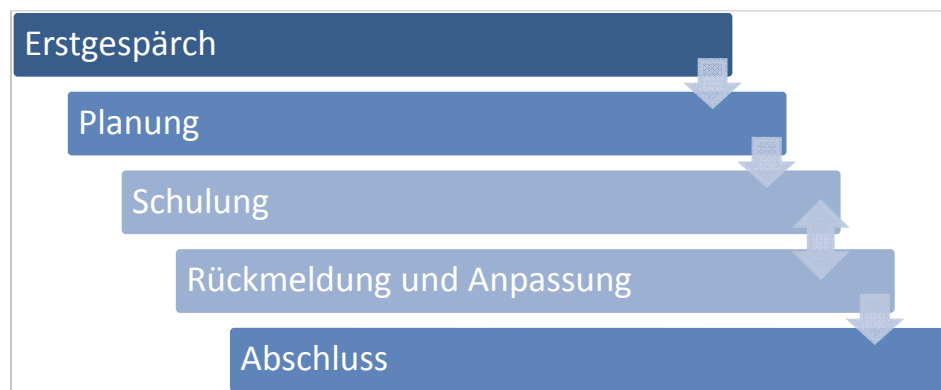 Erstgespärch
Planung
Schulung
Rückmeldung und Anpassung
Abschluss